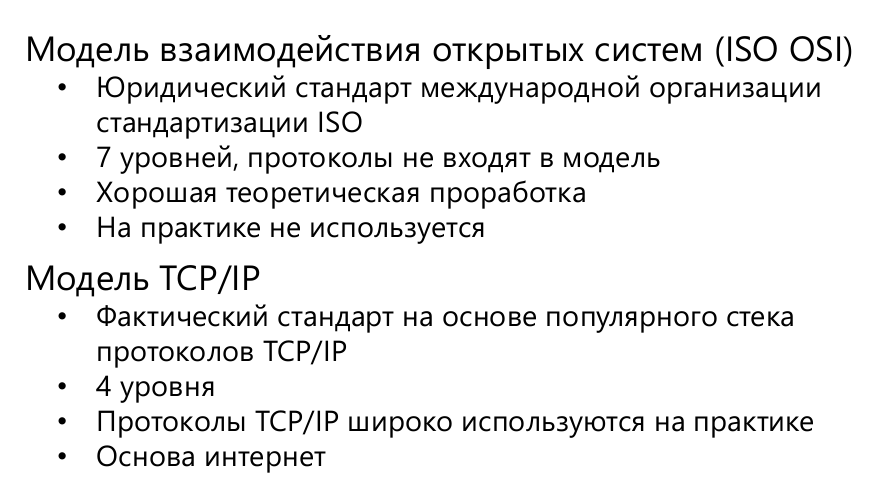 Модель взаимодействия открытых систем (ISO OSI)
• Юридический стандарт международной организации
стандартизации ISO
• 7 уровней, протоколы не входят в модель
• Хорошая теоретическая проработка
• На практике не используется
Модель TCP/IP
• Фактический стандарт на основе популярного стека
протоколов TCP/IP
• 4 уровня
• Протоколы TCP/IP широко используются на практике
• Основа интернет